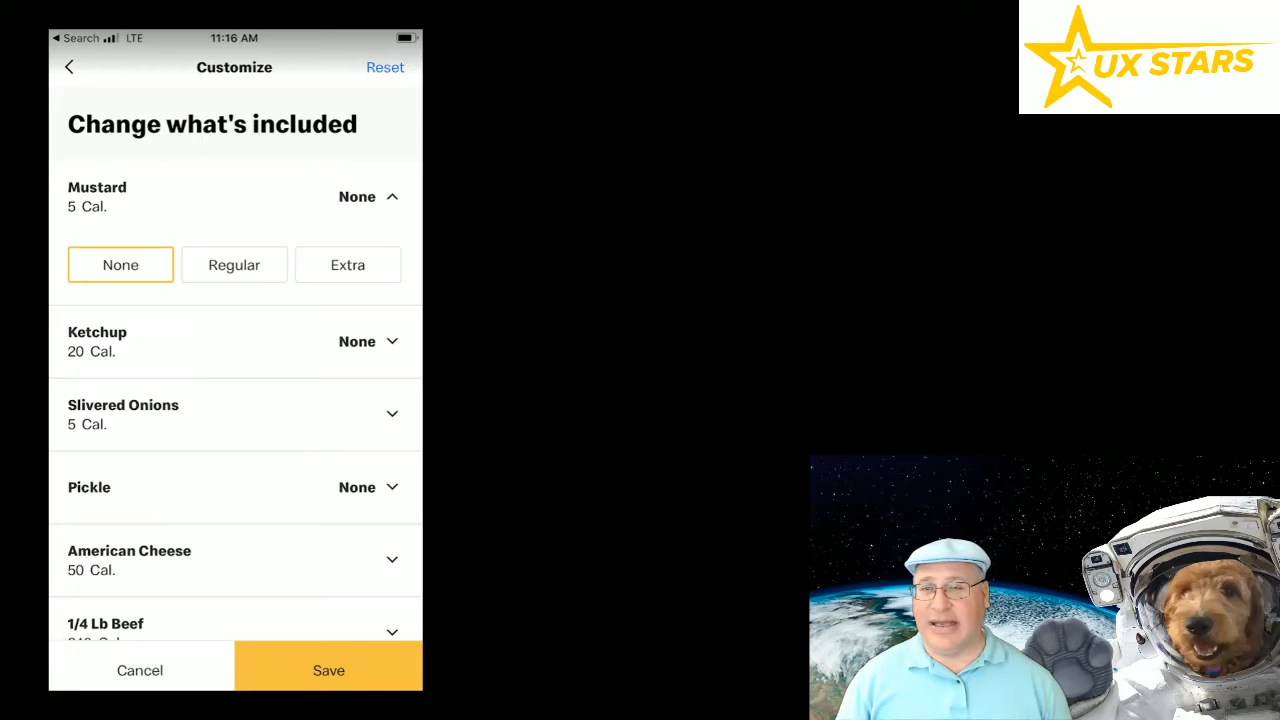 Search LTE 11:16 AM
Customize Reset
Change what's included
Mustard
5 Cal.
None
None Regular Extra
Ketchup
20 Cal.
None
Slivered Onions
5 Cal.
Pickle None
American Cheese
50 Cal.
1/4 Lb Beef
Cancel Save
UX STARS